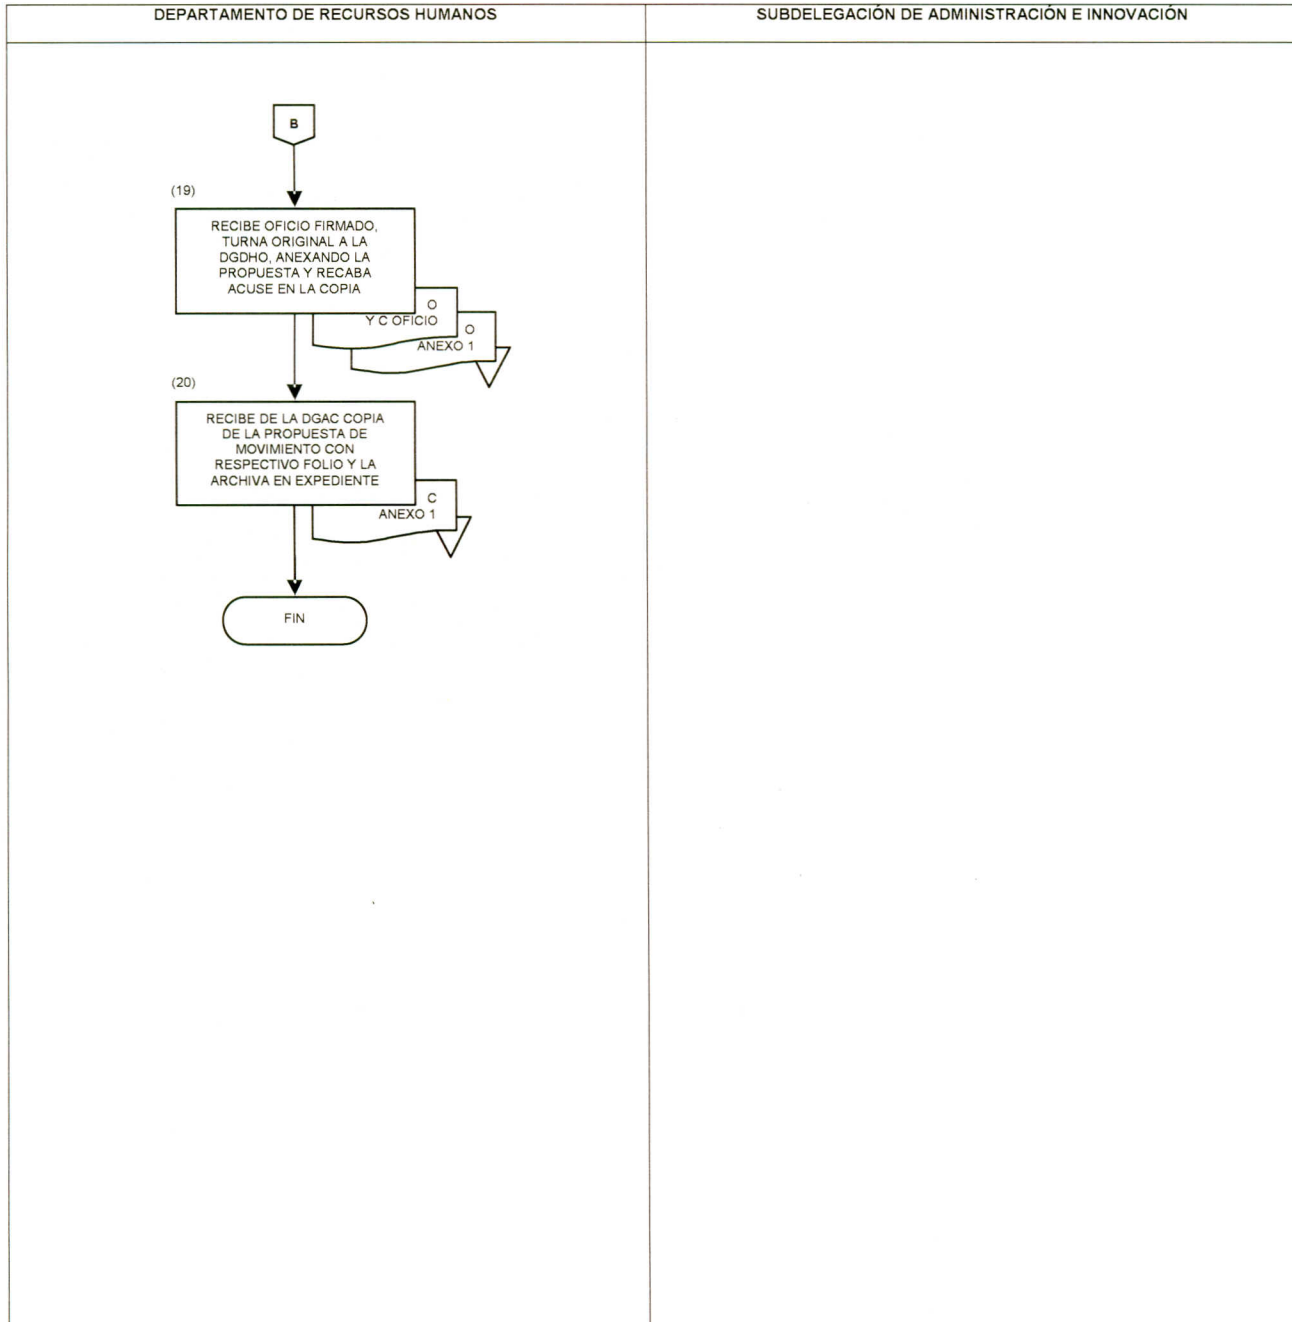 DEPARTAMENTO DE RECURSOS HUMANOS
SUBDELEGACIÓN DE ADMINISTRACIÓN E INNOVACIÓN
B
(19)
RECIBE OFICIO FIRMADO,
TURNA ORIGINAL A LA
DGDHO, ANEXANDO LA
PROPUESTA Y RECABA
ACUSE EN LA COPIA
O
Y C OFICIO
O
ANEXO 1
(20)
RECIBE DE LA DGAC COPIA
DE LA PROPUESTA DE
MOVIMIENTO CON
RESPECTIVO FOLIO Y LA
ARCHIVA EN EXPEDIENTE
C
ANEXO 1
FIN